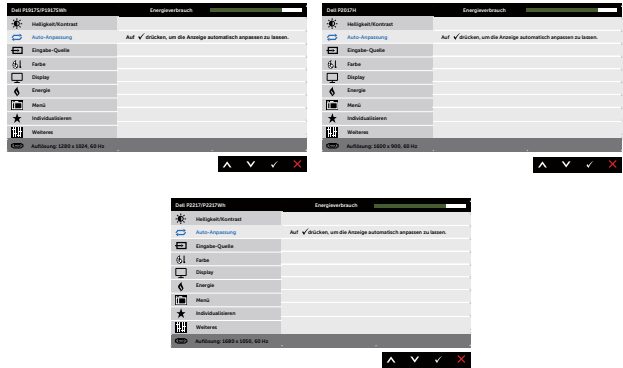 Dell P1917S/P1917SWh Energieverbrauch
Helligkeit/Kontrast
Auto-Anpassung Auf ✓ drücken, um die Anzeige automatisch anpassen zu lassen.
Eingabe-Quelle
Farbe
Display
Energie
Menü
Individualisieren
Weiteres
Auflösung: 1280 x 1024, 60 Hz
Dell P2017H Energieverbrauch
Helligkeit/Kontrast
Auto-Anpassung Auf ✓ drücken, um die Anzeige automatisch anpassen zu lassen.
Eingabe-Quelle
Farbe
Display
Energie
Menü
Individualisieren
Weiteres
Auflösung: 1600 x 900, 60 Hz
Dell P2217/P2217Wh Energieverbrauch
Helligkeit/Kontrast
Auto-Anpassung Auf ✓ drücken, um die Anzeige automatisch anpassen zu lassen.
Eingabe-Quelle
Farbe
Display
Energie
Menü
Individualisieren
Weiteres
Auflösung: 1680 x 1050, 60 Hz